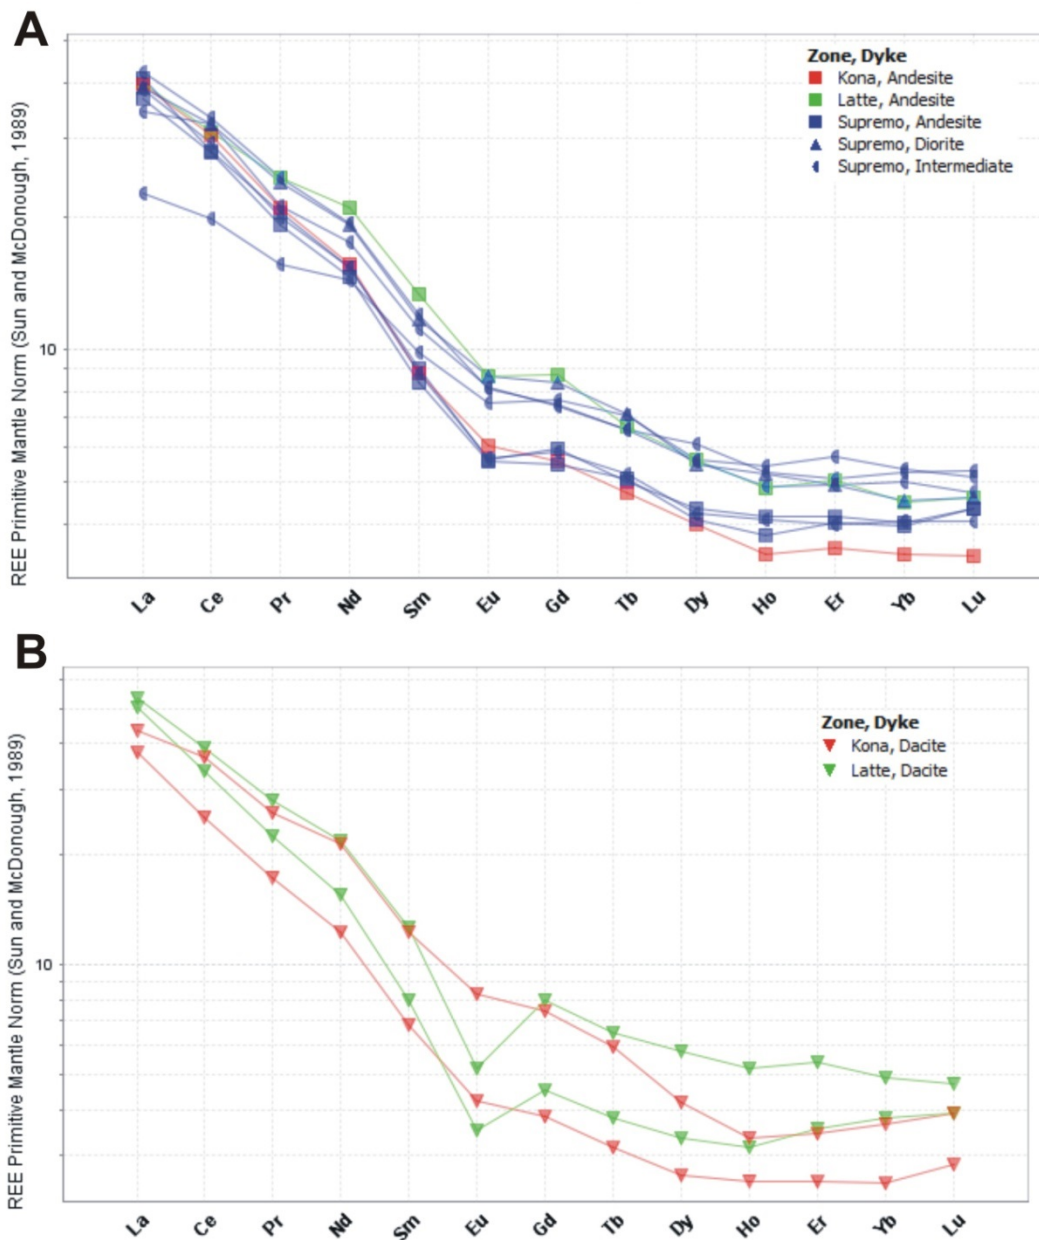 A
REE Primitive Mantle Norm (Sun and McDonough, 1989)
10
Zone, Dyke
Kona, Andesite
Latte, Andesite
Supremo, Andesite
Supremo, Diorite
Supremo, Intermediate
La Ce Pr Nd Sm Eu Gd Tb Dy Ho Er Yb Lu
B
REE Primitive Mantle Norm (Sun and McDonough, 1989)
10
Zone, Dyke
Kona, Dacite
Latte, Dacite
La Ce Pr Nd Sm Eu Gd Tb Dy Ho Er Yb Lu